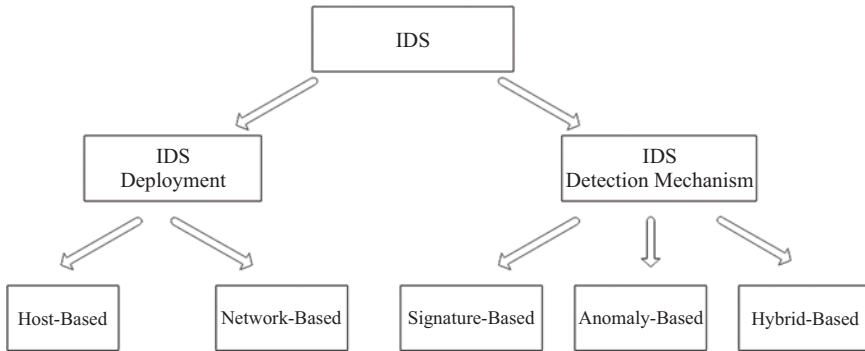 IDS
IDS
Deployment
IDS
Detection Mechanism
Host-Based
Network-Based
Signature-Based
Anomaly-Based
Hybrid-Based